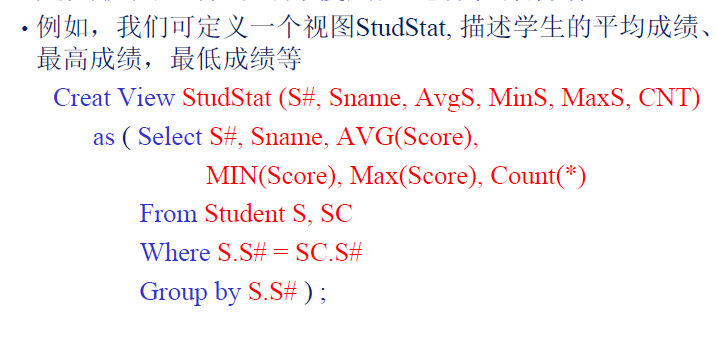 • 例如，我们可定义一个视图StudStat, 描述学生的平均成绩、
最高成绩，最低成绩等
Creat View StudStat (S#, Sname, AvgS, MinS, MaxS, CNT)
as ( Select S#, Sname, AVG(Score),
MIN(Score), Max(Score), Count(*)
From Student S, SC
Where S.S# = SC.S#
Group by S.S# ) ;